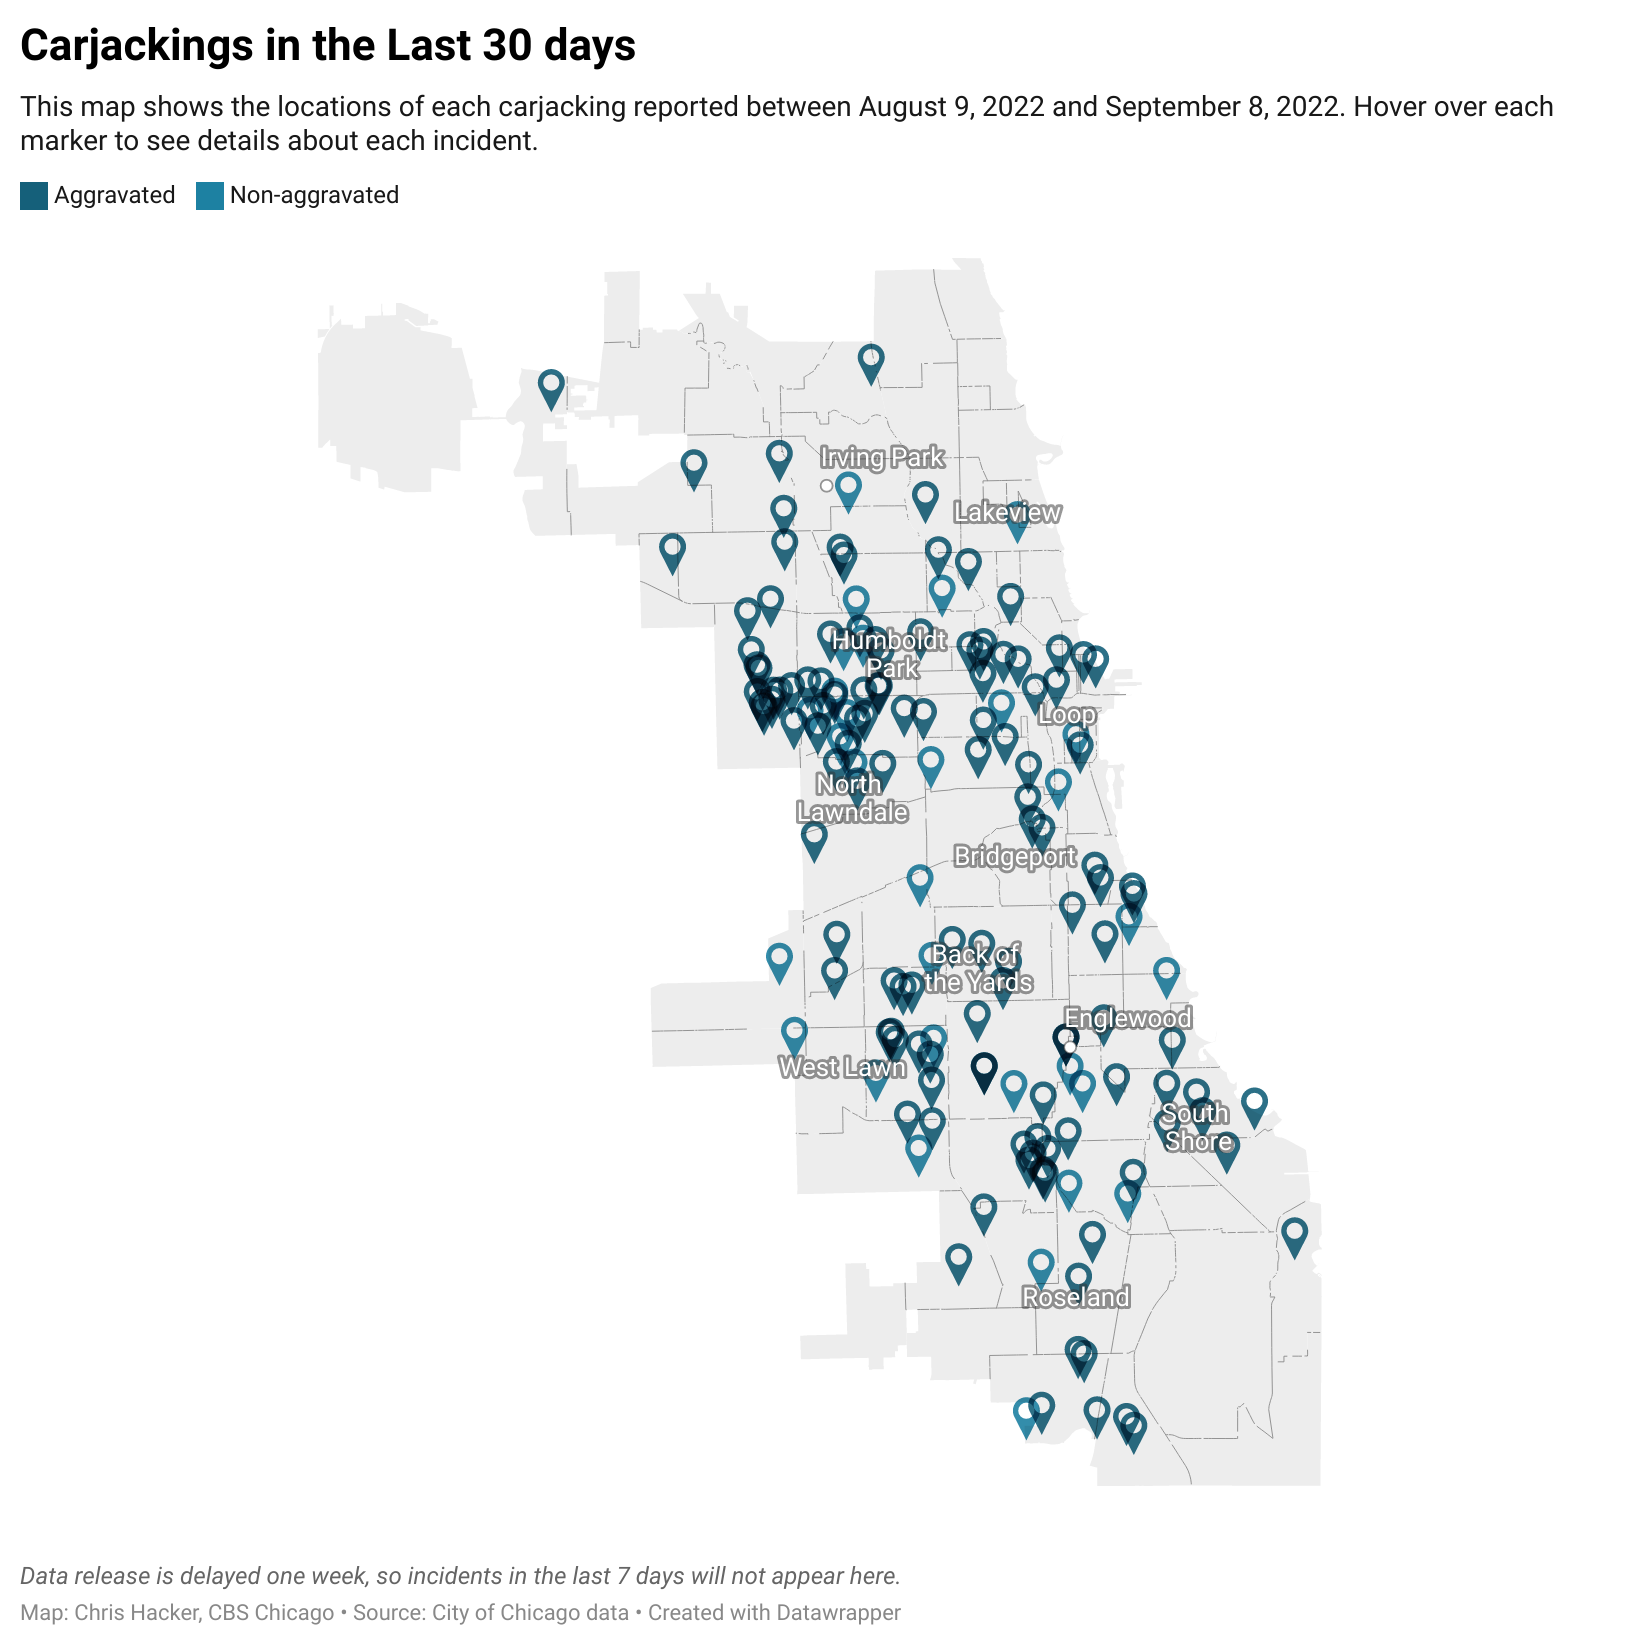 Carjackings in the Last 30 days
This map shows the locations of each carjacking reported between August 9, 2022 and September 8, 2022. Hover over each
marker to see details about each incident.
Aggravated Non-aggravated
Irving Park
Lakeview
Humboldt
Park
Loop
North
Lawndale
Bridgeport
Back of
the Yards
Englewood
West Lawn
South
Shore
Roseland
Data release is delayed one week, so incidents in the last 7 days will not appear here.
Map: Chris Hacker, CBS Chicago • Source: City of Chicago data • Created with Datawrapper